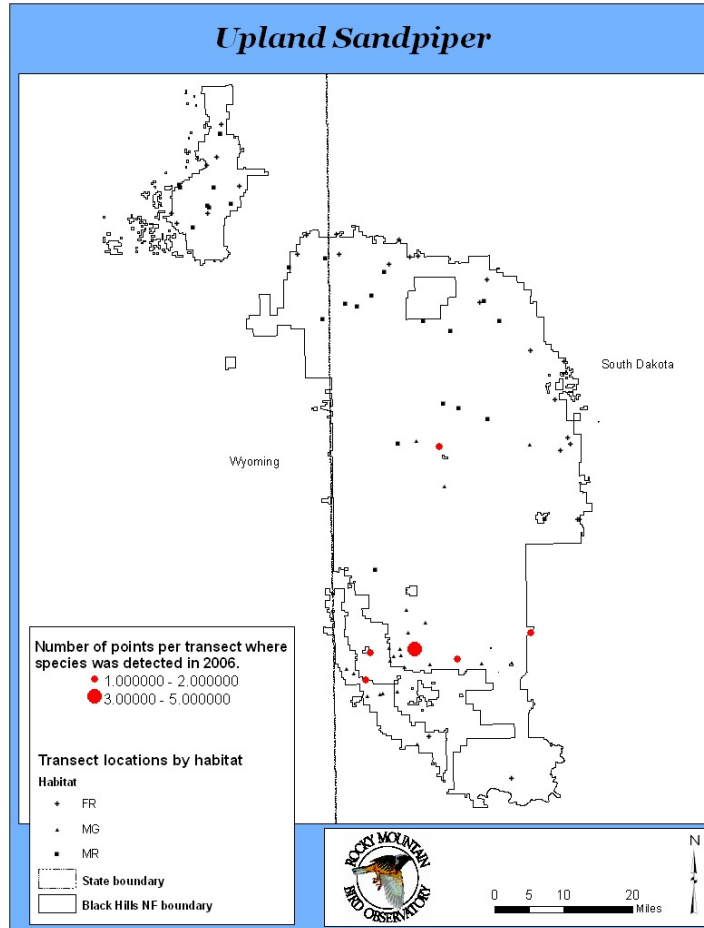 Upland Sandpiper
South Dakota
Wyoming
Number of points per transect where
species was detected in 2006.
1.000000 - 2.000000
3.00000 - 5.000000
Transect locations by habitat
Habitat
FR
MG
MR
State boundary
Black Hills NF boundary
ROCKY MOUNTAIN
BIRD OBSERVATORY
N
0 5 10 20
Miles